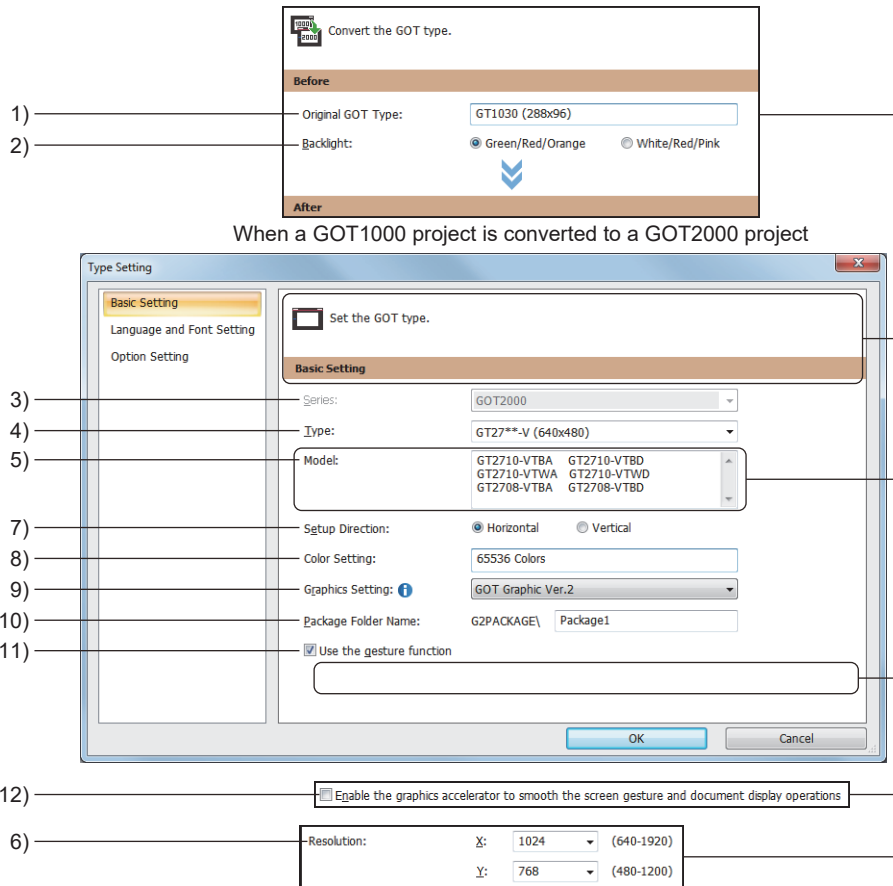 1000
2000
Convert the GOT type.
Before
1) Original GOT Type: GT1030 (288x96)
2) Backlight: Green/Red/Orange White/Red/Pink
After
When a GOT1000 project is converted to a GOT2000 project
Type Setting
Basic Setting
Language and Font Setting
Option Setting
Set the GOT type.
Basic Setting
3) Series: GOT2000
4) Type: GT27**-V (640x480)
5) Model: GT2710-VTBA GT2710-VTBD
GT2710-VTWA GT2710-VTWD
GT2708-VTBA GT2708-VTBD
7) Setup Direction: Horizontal Vertical
8) Color Setting: 65536 Colors
9) Graphics Setting: GOT Graphic Ver.2
10) Package Folder Name: G2PACKAGE\ Package1
11) Use the gesture function
OK Cancel
12) Enable the graphics accelerator to smooth the screen gesture and document display operations
6) Resolution: X: 1024 (640-1920)
Y: 768 (480-1200)